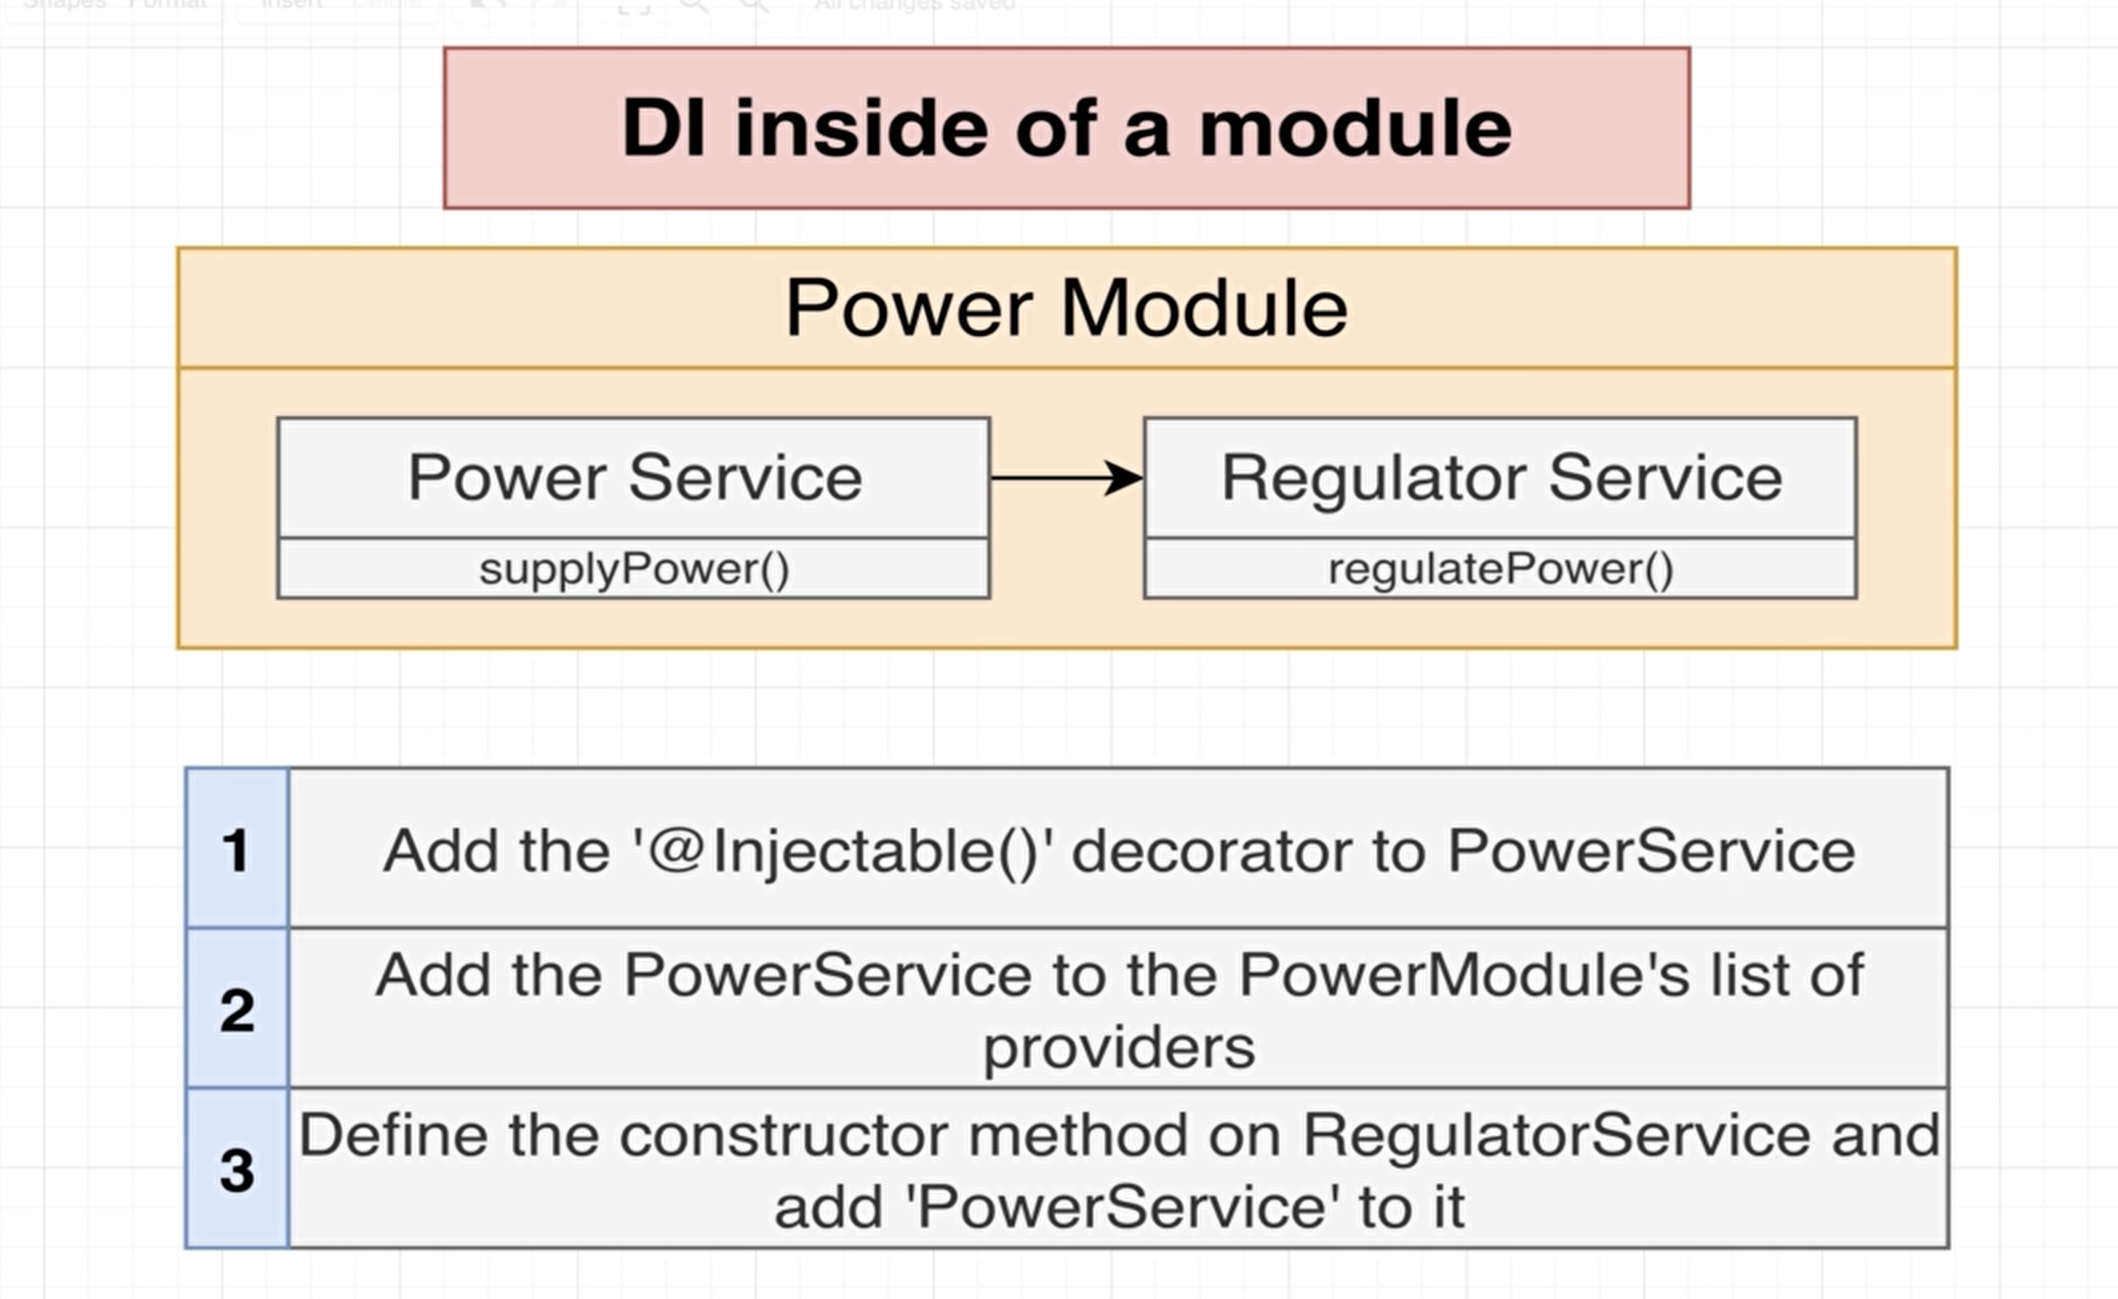 Shapes Format Insert Delete All changes saved
DI inside of a module
Power Module
Power Service
supplyPower()
Regulator Service
regulatePower()
1
Add the '@Injectable()' decorator to PowerService
2
Add the PowerService to the PowerModule's list of
providers
3
Define the constructor method on RegulatorService and
add 'PowerService' to it